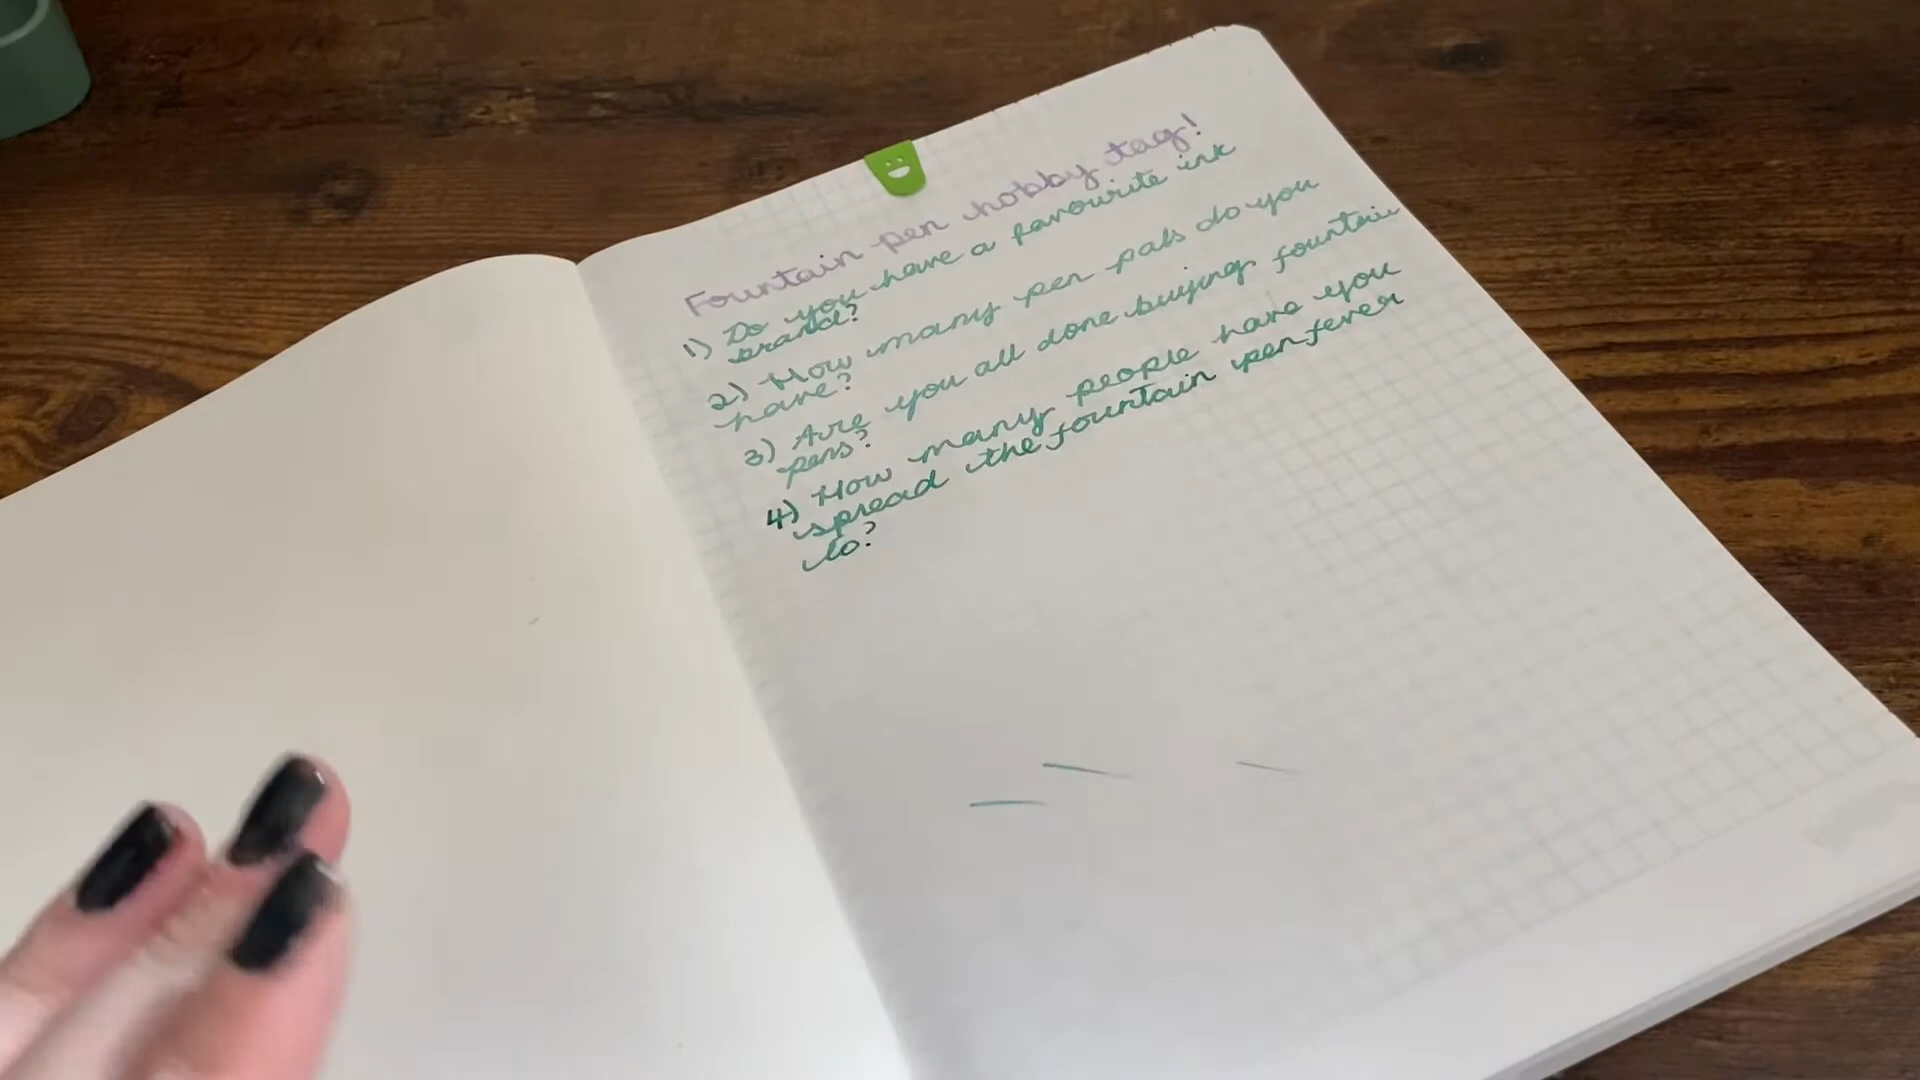 Fountain pen hobby tag!
1) Do you have a favourite ink
brand?
2) How many pen pals do you
have?
3) Are you all done buying fountain
pens?
4) How many people have you
spread the fountain pen fever
to?